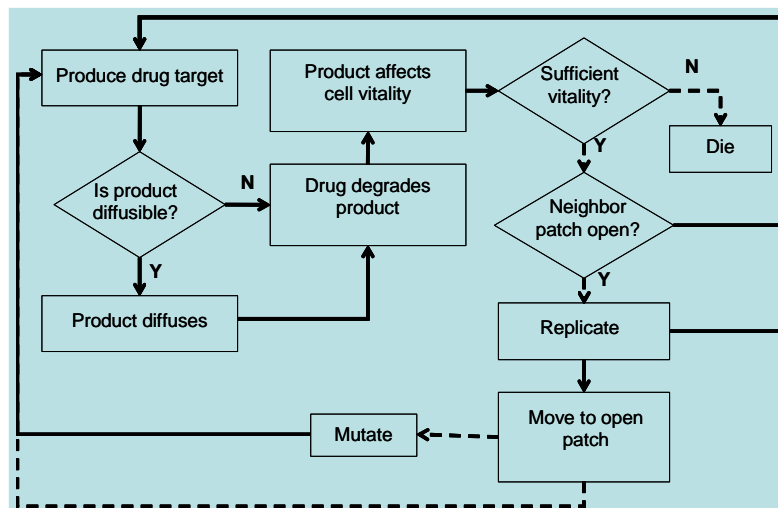 Produce drug target
Is product
diffusible?
N
Y
Product diffuses
Drug degrades
product
Product affects
cell vitality
Sufficient
vitality?
N
Die
Y
Neighbor
patch open?
Y
Replicate
Move to open
patch
Mutate